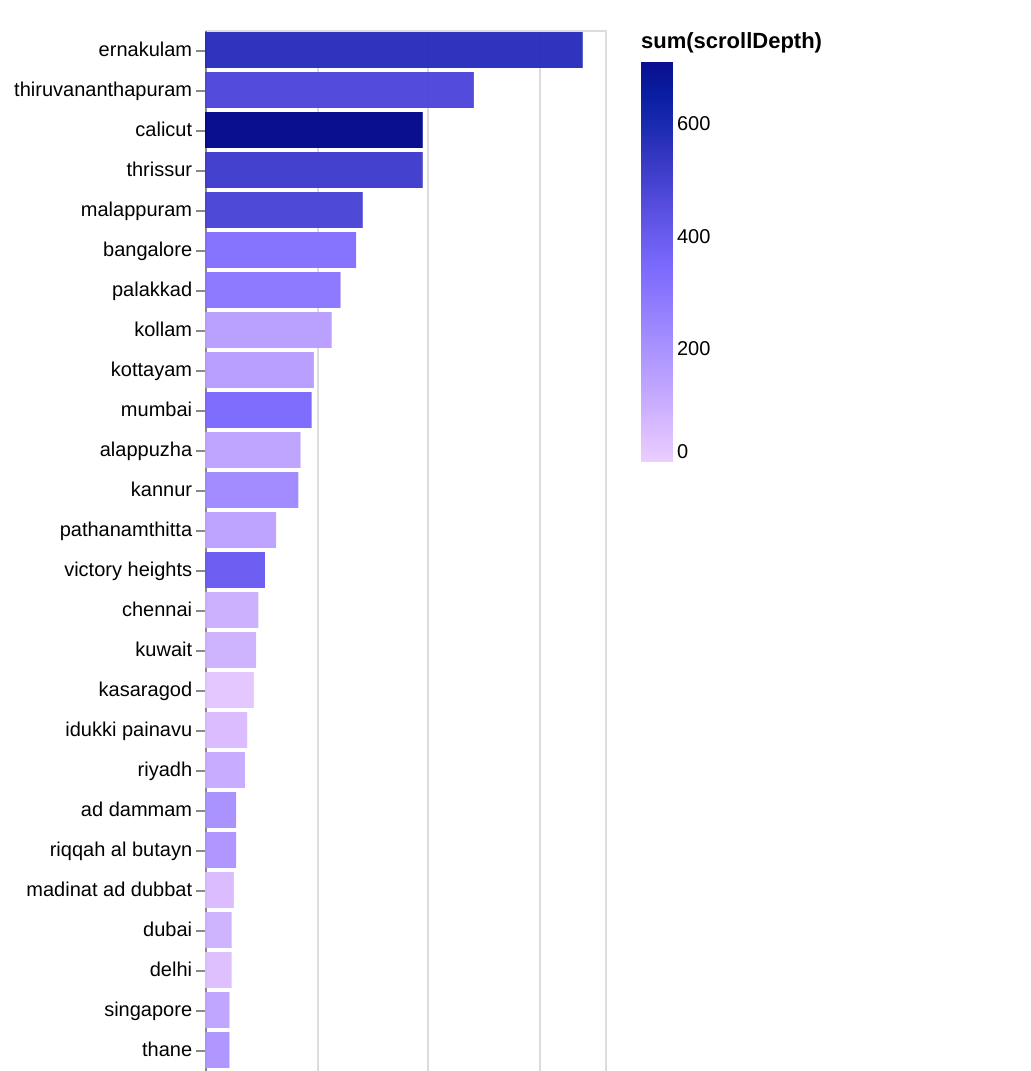 ernakulam
thiruvananthapuram
calicut
thrissur
malappuram
bangalore
palakkad
kollam
kottayam
mumbai
alappuzha
kannur
pathanamthitta
victory heights
chennai
kuwait
kasaragod
idukki painavu
riyadh
ad dammam
riqqah al butayn
madinat ad dubbat
dubai
delhi
singapore
thane
sum(scrollDepth)
600
400
200
0